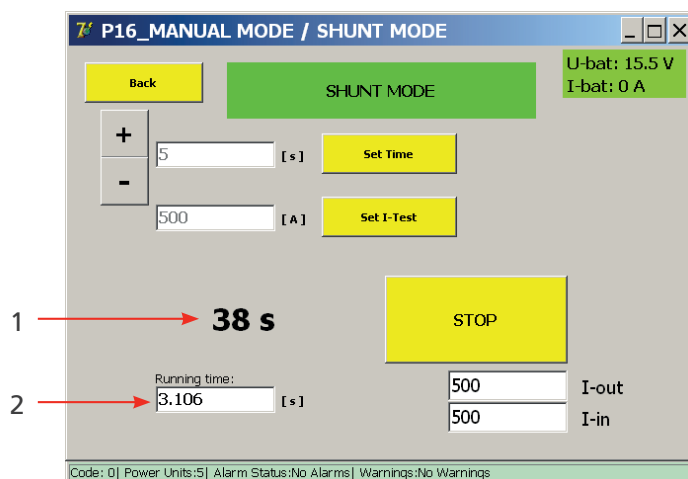 P16_MANUAL MODE / SHUNT MODE
U-bat: 15.5 V
I-bat: 0 A
Back
SHUNT MODE
+
5 [s] Set Time
-
500 [A] Set I-Test
1
38 s
STOP
Running time:
2
3.106 [s]
500 I-out
500 I-in
Code: 0| Power Units:5| Alarm Status:No Alarms| Warnings:No Warnings